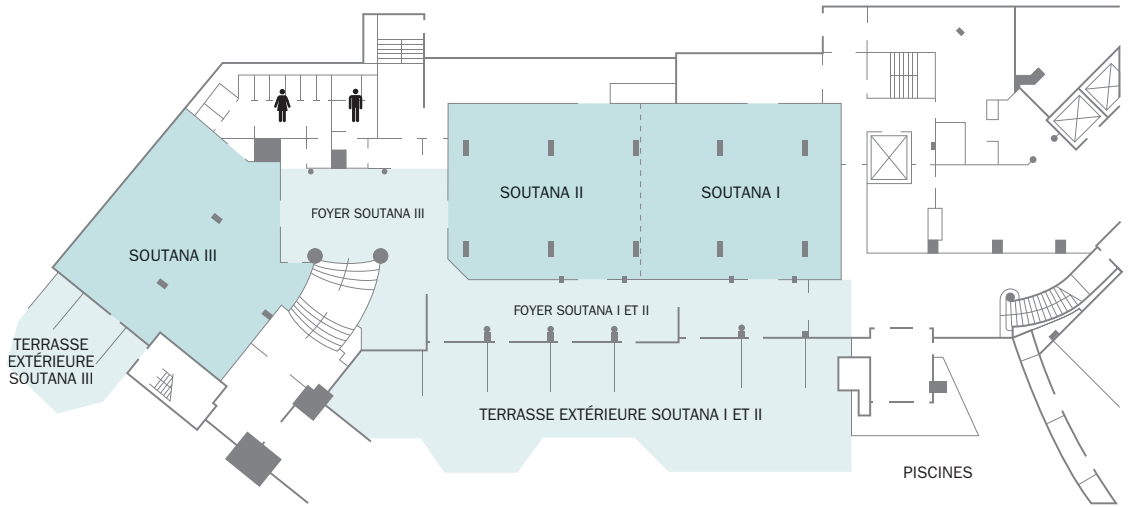 SOUTANA II
SOUTANA I
FOYER SOUTANA III
SOUTANA III
FOYER SOUTANA I ET II
TERRASSE
EXTÉRIEURE
SOUTANA III
TERRASSE EXTÉRIEURE SOUTANA I ET II
PISCINES